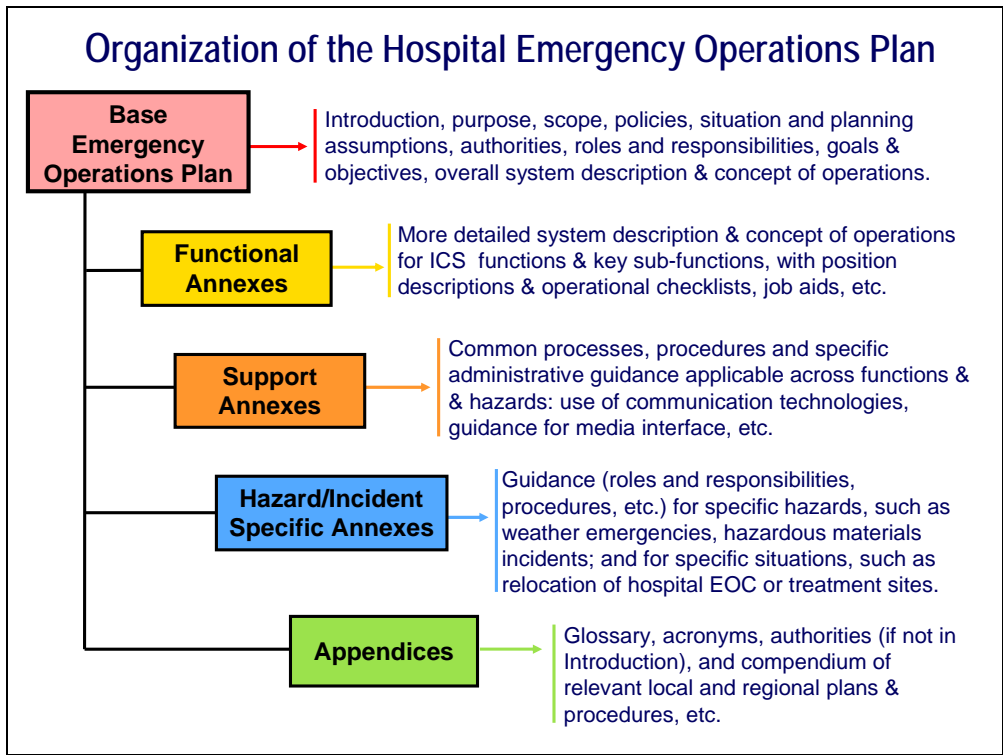 Organization of the Hospital Emergency Operations Plan
Base
Emergency
Operations Plan
Introduction, purpose, scope, policies, situation and planning
assumptions, authorities, roles and responsibilities, goals &
objectives, overall system description & concept of operations.
Functional
Annexes
More detailed system description & concept of operations
for ICS functions & key sub-functions, with position
descriptions & operational checklists, job aids, etc.
Support
Annexes
Common processes, procedures and specific
administrative guidance applicable across functions &
& hazards: use of communication technologies,
guidance for media interface, etc.
Hazard/Incident
Specific Annexes
Guidance (roles and responsibilities,
procedures, etc.) for specific hazards, such as
weather emergencies, hazardous materials
incidents; and for specific situations, such as
relocation of hospital EOC or treatment sites.
Appendices
Glossary, acronyms, authorities (if not in
Introduction), and compendium of
relevant local and regional plans &
procedures, etc.